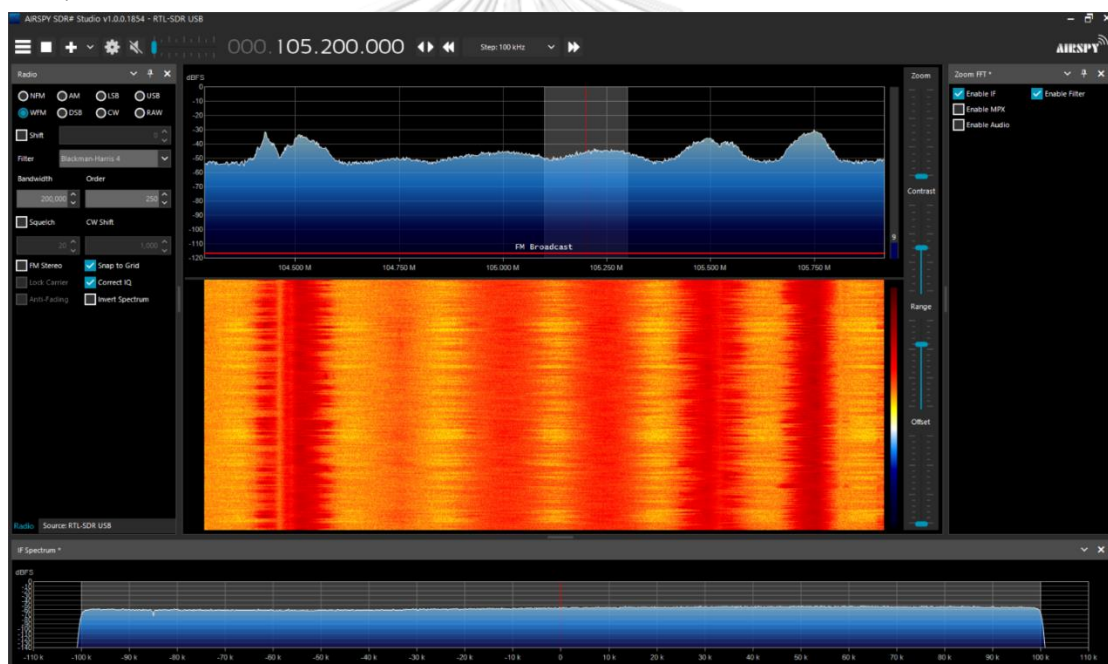 AIRSPY SDR# Studio v1.0.0.1854 - RTL-SDR USB
000.105.200.000
Step: 100 kHz
AIRSPY
Radio
NFM AM LSB USB
WFM DSB CW RAW
Shift 0
Filter Blackman-Harris 4
Bandwidth Order
200,000 250
Squelch CW Shift
20 1,000
FM Stereo Snap to Grid
Lock Carrier Correct IQ
Anti-Fading Invert Spectrum
Radio Source: RTL-SDR USB
dBFS
0
-10
-20
-30
-40
-50
-60
-70
-80
-90
-100
-110
-120
FM Broadcast
9
104.500 M 104.750 M 105.000 M 105.250 M 105.500 M 105.750 M
Zoom
Contrast
Range
Offset
Zoom FFT *
Enable IF Enable Filter
Enable MPX
Enable Audio
IF Spectrum *
dBFS
0
-140
-110 k -100 k -90 k -80 k -70 k -60 k -50 k -40 k -30 k -20 k -10 k 0 10 k 20 k 30 k 40 k 50 k 60 k 70 k 80 k 90 k 100 k 110 k